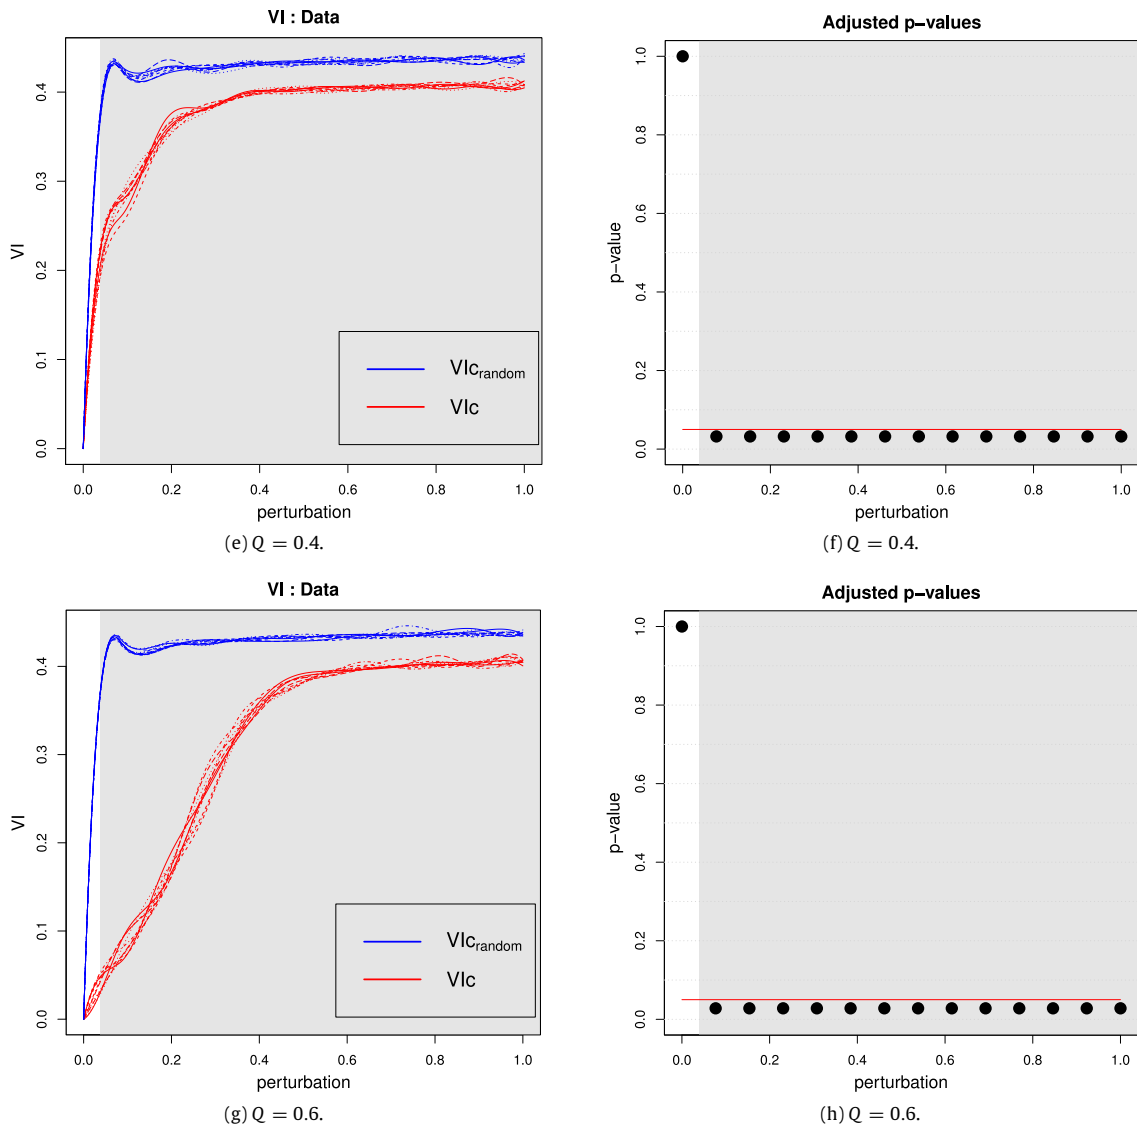 VI : Data
VI
0.0
0.1
0.2
0.3
0.4
VIc_random
VIc
0.0 0.2 0.4 0.6 0.8 1.0
perturbation
(e) Q = 0.4.
Adjusted p−values
p−value
0.0
0.2
0.4
0.6
0.8
1.0
0.0 0.2 0.4 0.6 0.8 1.0
perturbation
(f) Q = 0.4.
VI : Data
VI
0.0
0.1
0.2
0.3
0.4
VIc_random
VIc
0.0 0.2 0.4 0.6 0.8 1.0
perturbation
(g) Q = 0.6.
Adjusted p−values
p−value
0.0
0.2
0.4
0.6
0.8
1.0
0.0 0.2 0.4 0.6 0.8 1.0
perturbation
(h) Q = 0.6.